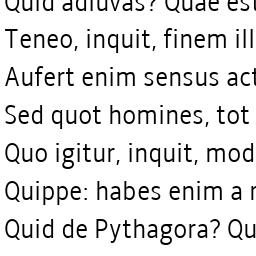 Quid adiuvas? Quae est
Teneo, inquit, finem ill
Aufert enim sensus act
Sed quot homines, tot
Quo igitur, inquit, mod
Quippe: habes enim a
Quid de Pythagora? Qu